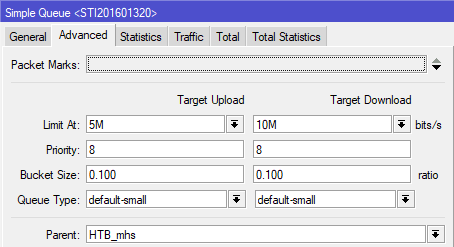 Simple Queue <STI201601320>
General Advanced Statistics Traffic Total Total Statistics
Packet Marks:
Target Upload Target Download
Limit At: 5M 10M bits/s
Priority: 8 8
Bucket Size: 0.100 0.100 ratio
Queue Type: default-small default-small
Parent: HTB_mhs